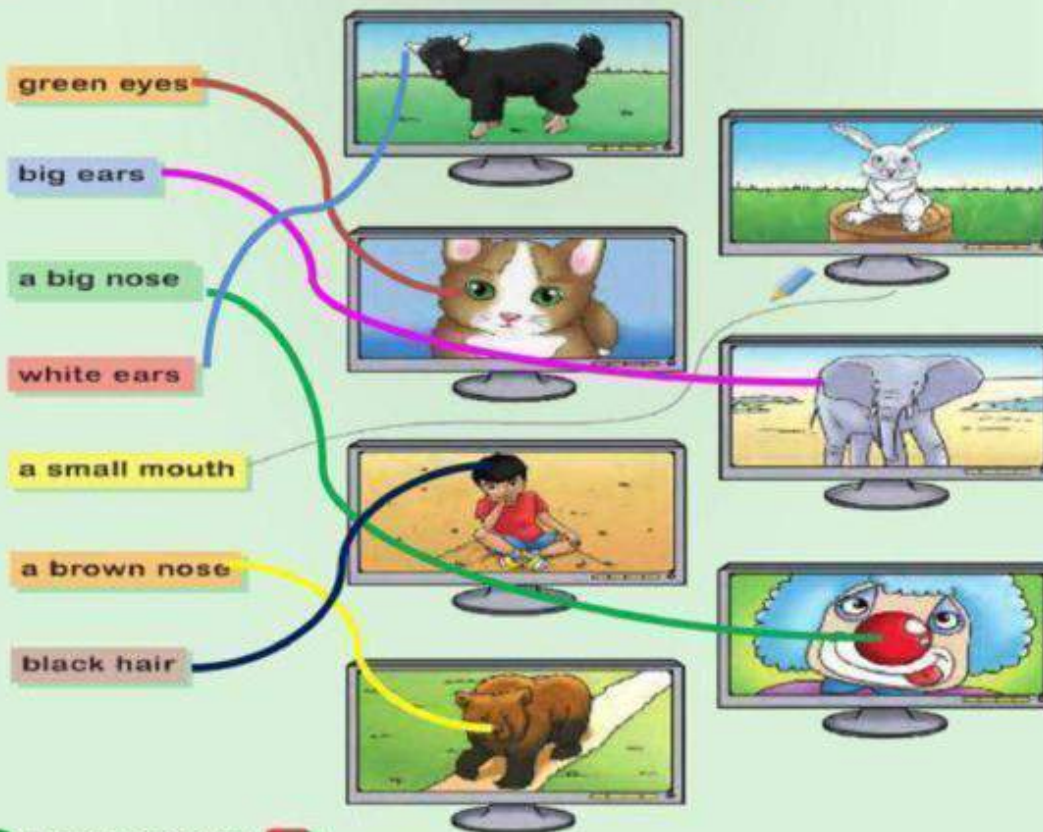 green eyes
big ears
a big nose
white ears
a small mouth
a brown nose
black hair